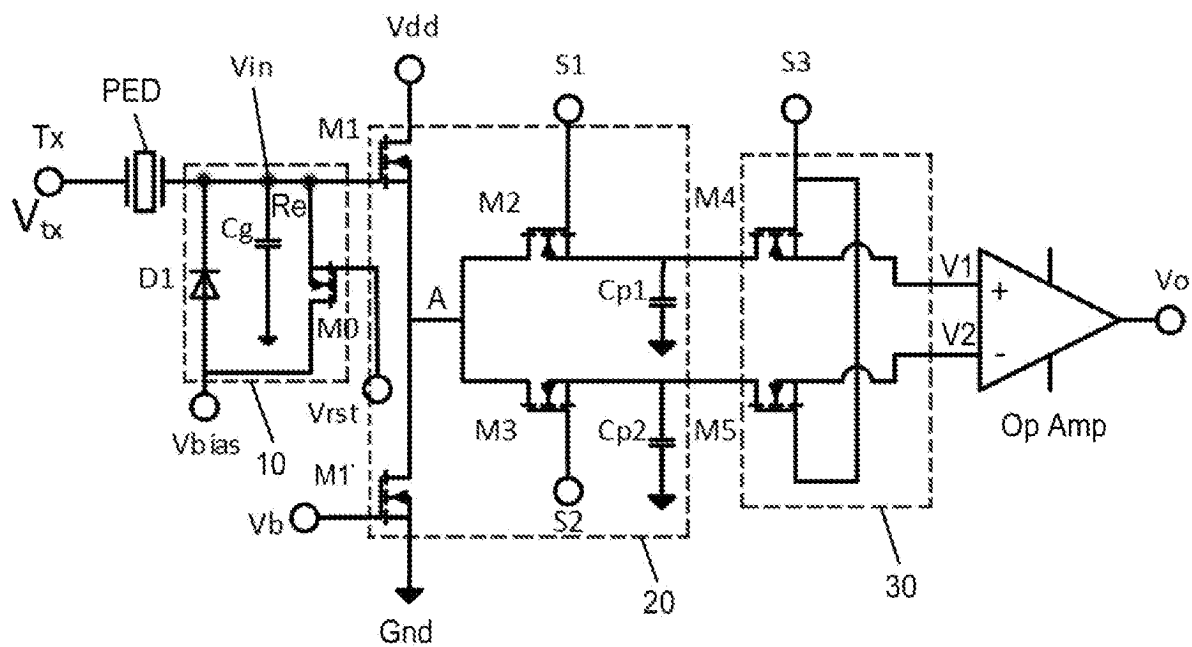 Vdd
Vin
S1
S3
PED
Tx
M1
Vtx
M2
M4
Re
Cg
D1
V1
Vo
A
Cp1
+
M0
V2
-
Vrst
M3
Cp2
M5
Op Amp
Vbias
10
M1'
Vb
S2
20
30
Gnd